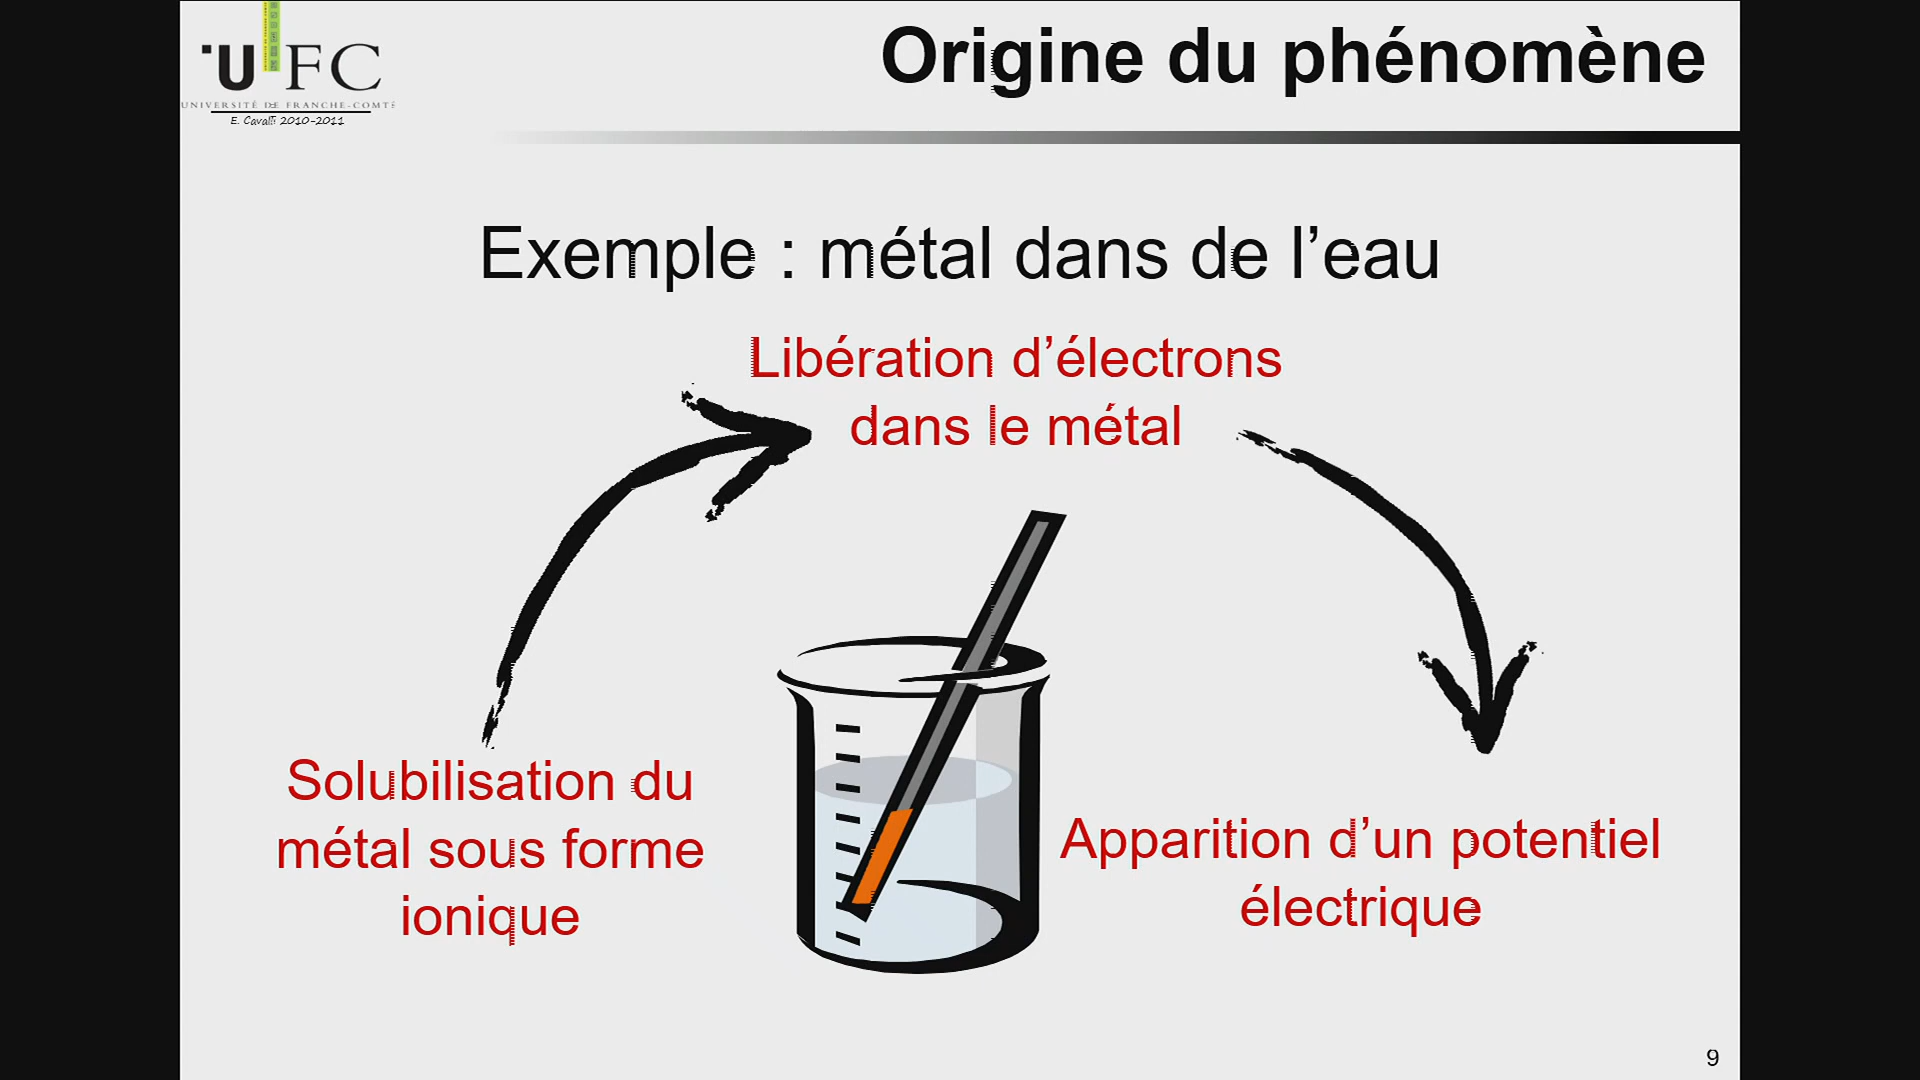 UFC
UNIVERSITÉ DE FRANCHE-COMTÉ
E. Cavalli 2010-2011
Origine du phénomène
Exemple : métal dans de l’eau
Libération d’électrons
dans le métal
Solubilisation du
métal sous forme
ionique
Apparition d’un potentiel
électrique
9